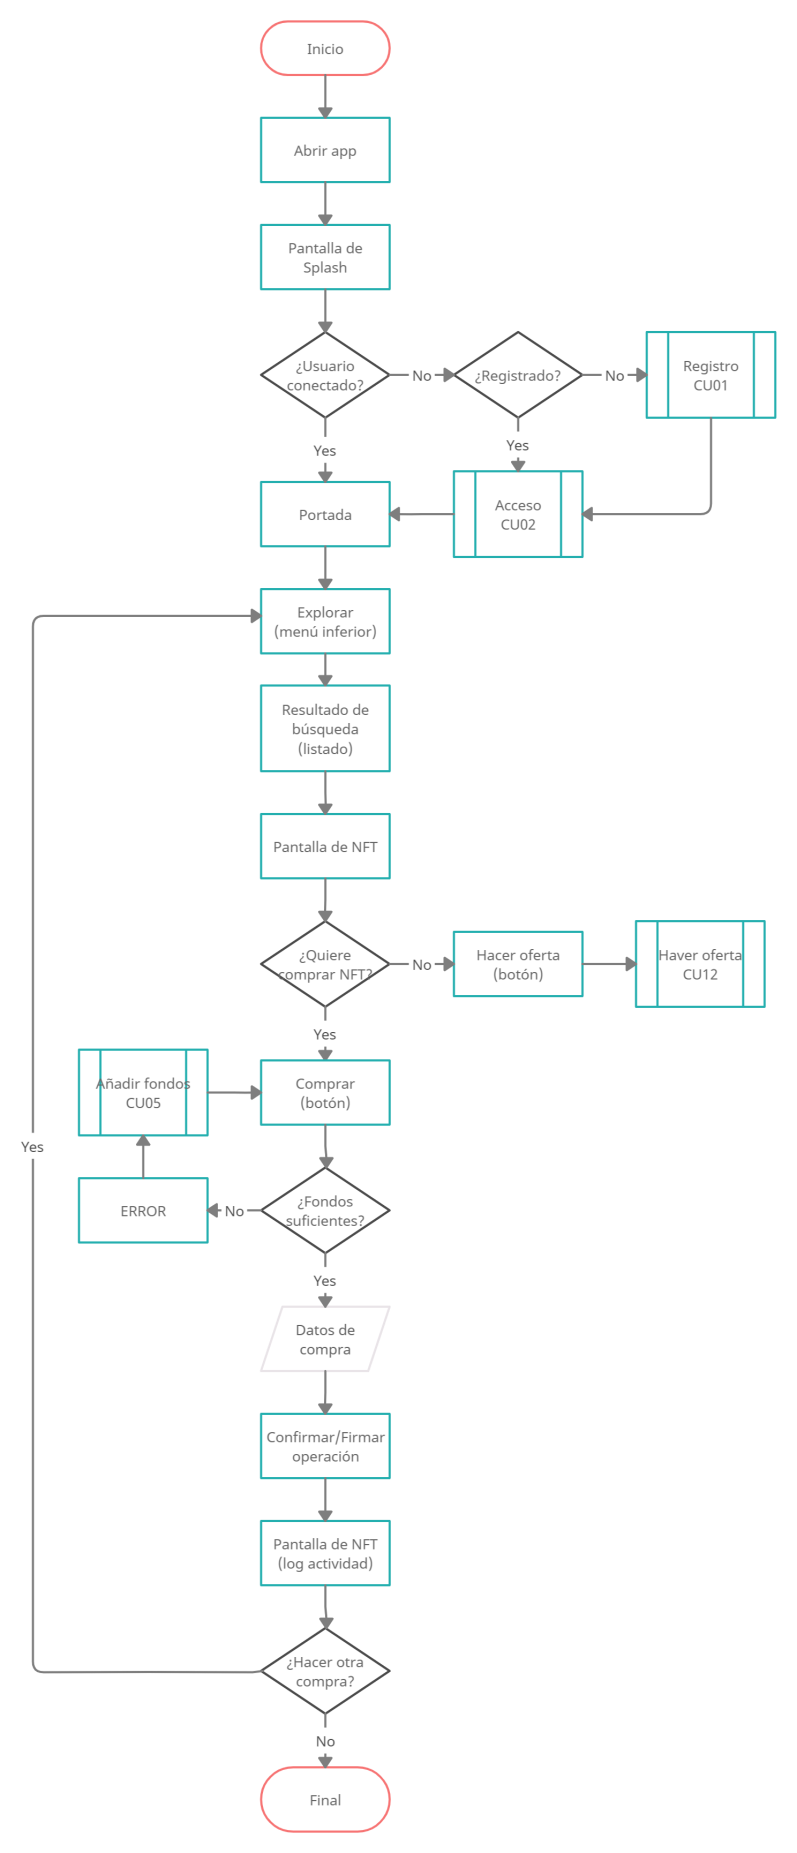 Inicio
Abrir app
Pantalla de
Splash
¿Usuario
conectado?
No
¿Registrado?
No
Registro
CU01
Yes
Yes
Acceso
CU02
Portada
Explorar
(menú inferior)
Resultado de
búsqueda
(listado)
Pantalla de NFT
¿Quiere
comprar NFT?
No
Hacer oferta
(botón)
Haver oferta
CU12
Yes
Añadir fondos
CU05
Comprar
(botón)
Yes
ERROR
No
¿Fondos
suficientes?
Yes
Datos de
compra
Confirmar/Firmar
operación
Pantalla de NFT
(log actividad)
¿Hacer otra
compra?
No
Final